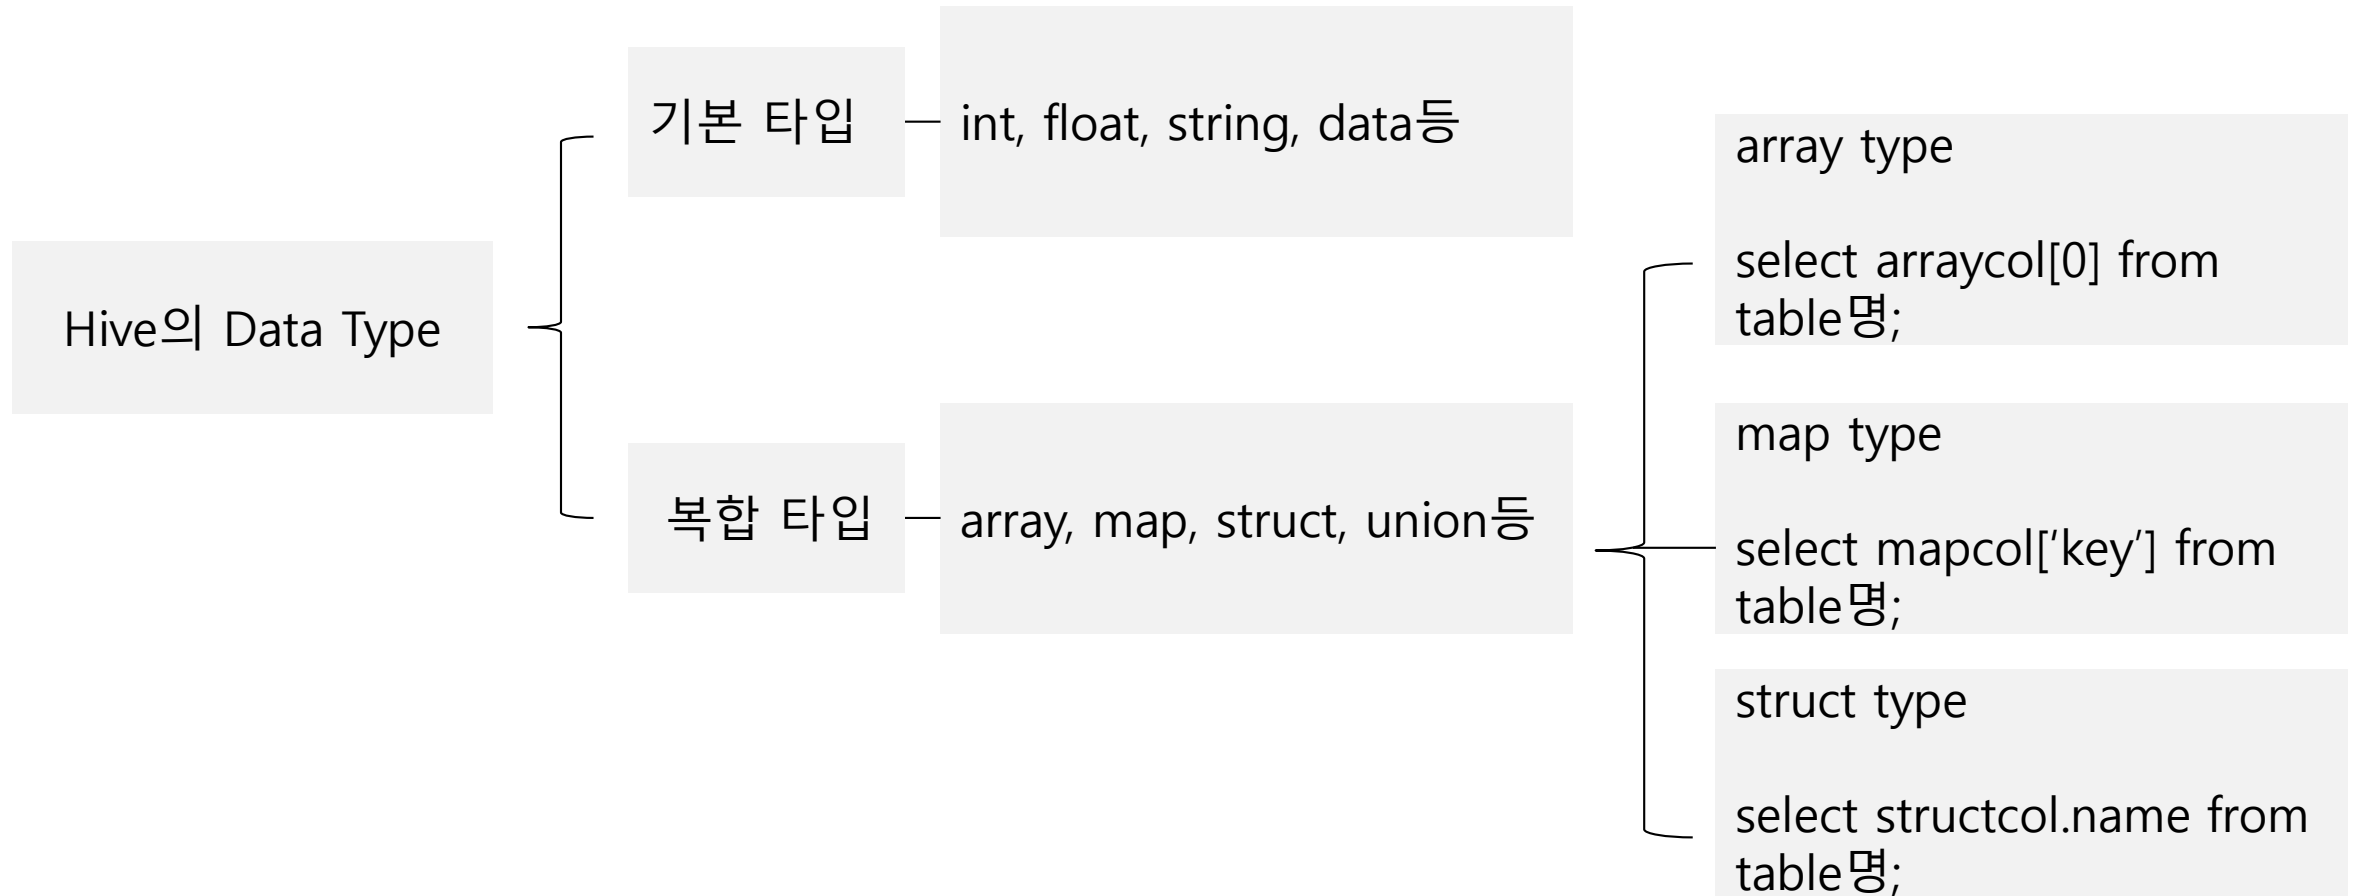 Hive의 Data Type
기본 타입
int, float, string, data등
복합 타입
array, map, struct, union등
array type
select arraycol[0] from
table명;
map type
select mapcol[‘key’] from
table명;
struct type
select structcol.name from
table명;